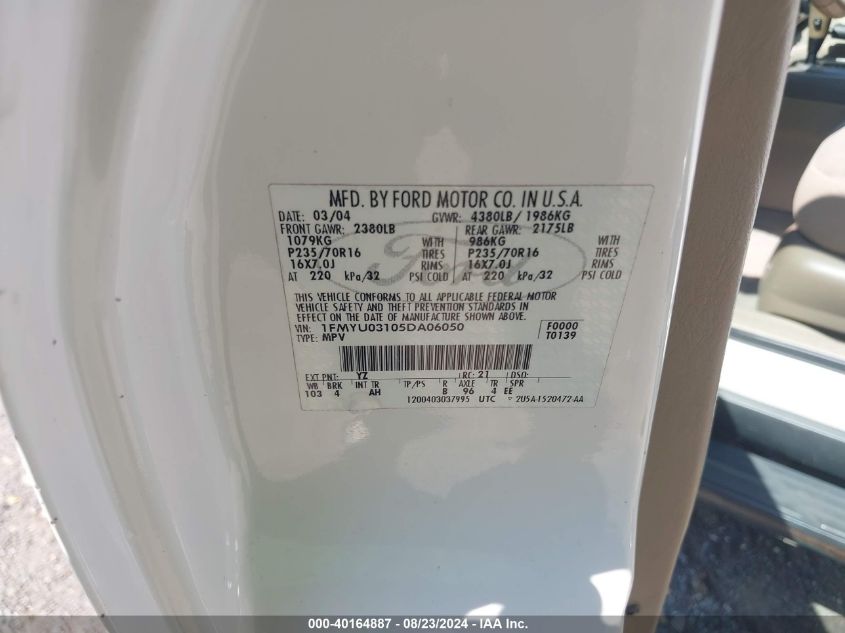 MFD. BY FORD MOTOR CO. IN U.S.A.
DATE: 03/04 GVWR: 4380LB/ 1986KG
FRONT GAWR: 2380LB REAR GAWR: 2175LB
1079KG WITH 986KG WITH
P235/70R16 TIRES P235/70R16 TIRES
16X7.0J RIMS 16X7.0J RIMS
AT 220 kPa/32 PSI COLD AT 220 kPa/32 PSI COLD
THIS VEHICLE CONFORMS TO ALL APPLICABLE FEDERAL MOTOR
VEHICLE SAFETY AND THEFT PREVENTION STANDARDS IN
EFFECT ON THE DATE OF MANUFACTURE SHOWN ABOVE.
VIN: 1FMYU03105DA06050 F0000
TYPE: MPV T0139
EXT PNT: YZ RC: 21 DSO:
WB BRK INT TR TP/PS R AXLE TR SPR
103 4 AH B 96 4 EE
1200403037995 UTC 2U5A-1520472-AA
Ford
000-40164887 - 08/23/2024 - IAA Inc.